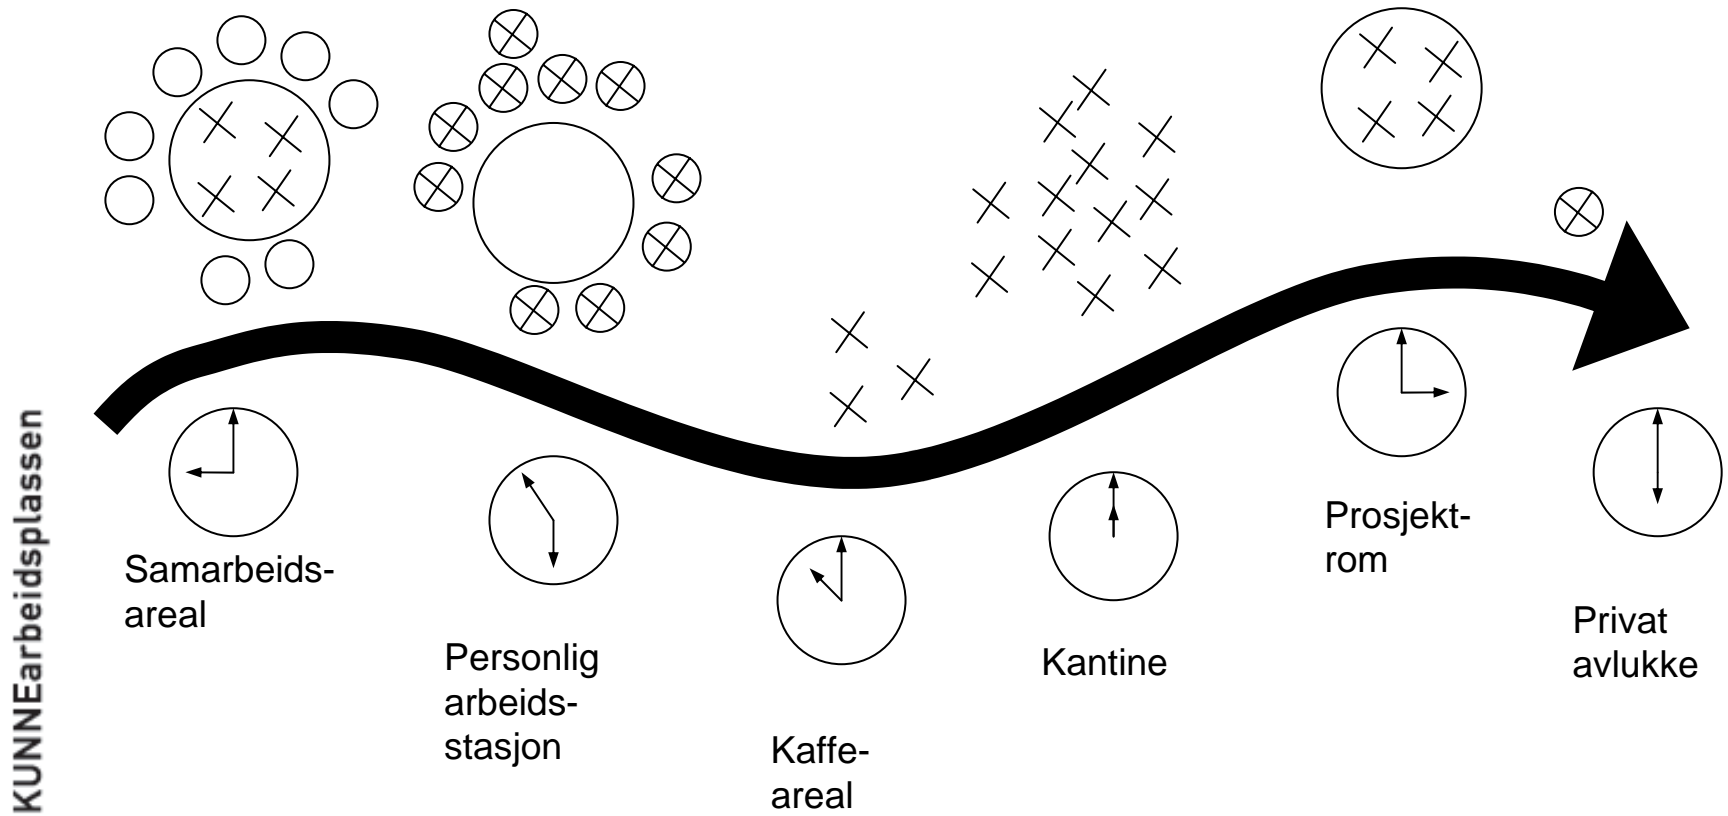 KUNNEarbeidsplassen
Samarbeids-
areal
Personlig
arbeids-
stasjon
Kaffe-
areal
Kantine
Prosjekt-
rom
Privat
avlukke